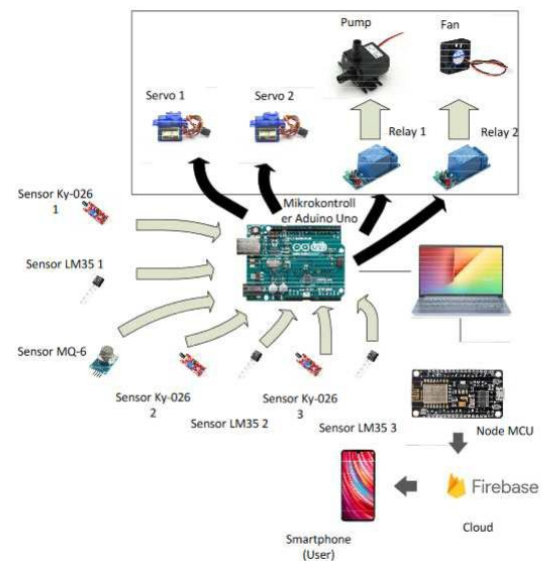 Pump
Fan
Servo 1
Servo 2
Relay 1
Relay 2
Mikrokontroll
er Aduino Uno
Sensor Ky-026
1
Sensor LM35 1
Sensor MQ-6
Sensor Ky-026
2
Sensor LM35 2
Sensor Ky-026
3
Sensor LM35 3
Node MCU
Firebase
Cloud
Smartphone
(User)